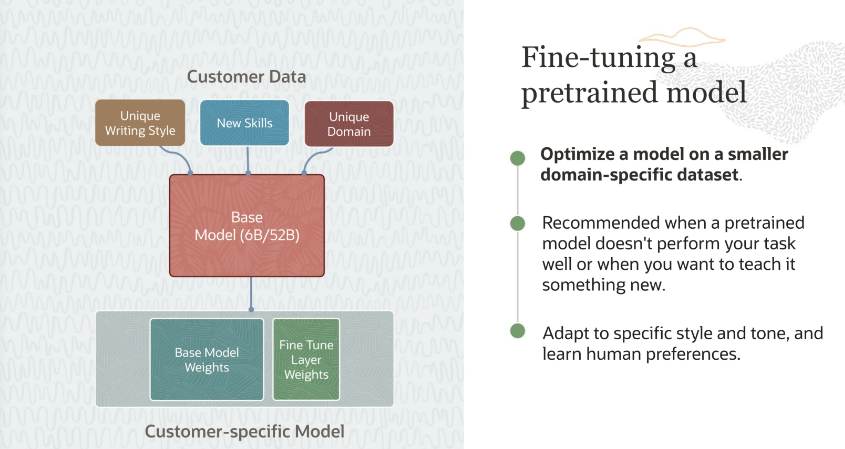 Customer Data
Unique
Writing Style
New Skills
Unique
Domain
Base
Model (6B/52B)
Base Model
Weights
Fine Tune
Layer
Weights
Customer-specific Model
Fine-tuning a
pretrained model
Optimize a model on a smaller
domain-specific dataset.
Recommended when a pretrained
model doesn't perform your task
well or when you want to teach it
something new.
Adapt to specific style and tone, and
learn human preferences.